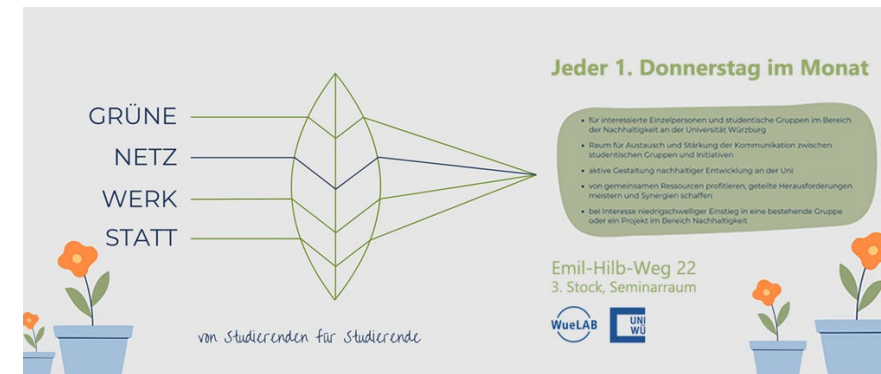 GRÜNE
NETZ
WERK
STATT
von Studierenden für Studierende
Jeder 1. Donnerstag im Monat
• für interessierte Einzelpersonen und studentische Gruppen im Bereich
der Nachhaltigkeit an der Universität Würzburg
• Raum für Austausch und Stärkung der Kommunikation zwischen
studentischen Gruppen und Initiativen
• aktive Gestaltung nachhaltiger Entwicklung an der Uni
• von gemeinsamen Ressourcen profitieren, geteilte Herausforderungen
meistern und Synergien schaffen
• bei Interesse niedrigschwelliger Einstieg in eine bestehende Gruppe
oder ein Projekt im Bereich Nachhaltigkeit
Emil-Hilb-Weg 22
3. Stock, Seminarraum
WueLAB
UNI
WÜ